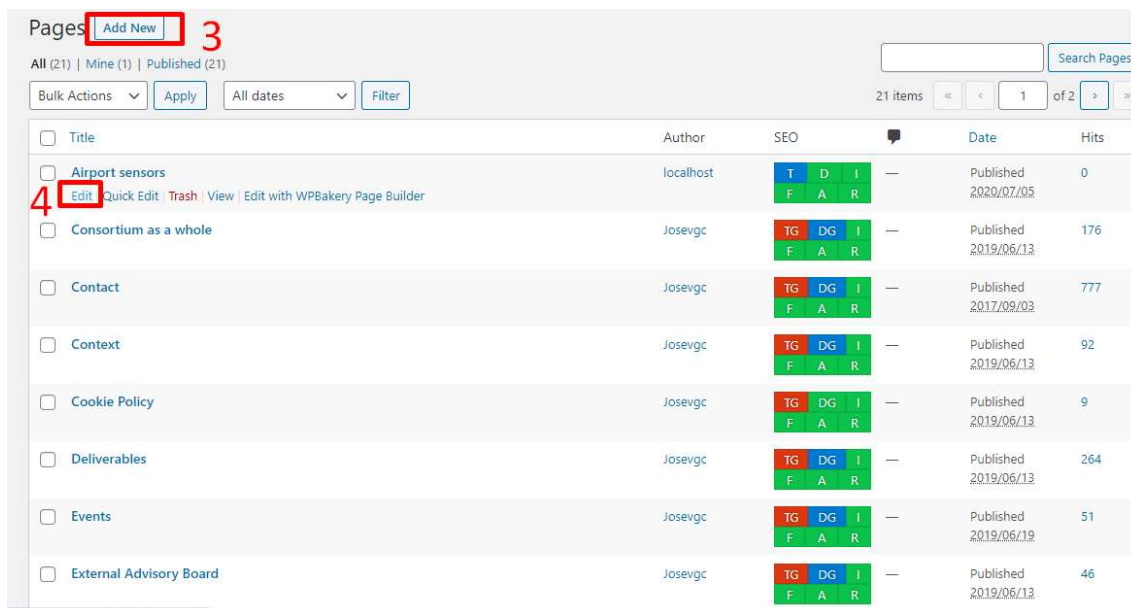 Pages Add New 3
All (21) | Mine (1) | Published (21)
Search Pages
Bulk Actions Apply All dates Filter 21 items « ‹ 1 of 2 › »
Title Author SEO Date Hits
Airport sensors localhost T D I — Published 0
4 Edit | Quick Edit | Trash | View | Edit with WPBakery Page Builder F A R 2020/07/05
Consortium as a whole Josevgc TG DG I — Published 176
F A R 2019/06/13
Contact Josevgc TG DG I — Published 777
F A R 2017/09/03
Context Josevgc TG DG I — Published 92
F A R 2019/06/13
Cookie Policy Josevgc TG DG I — Published 9
F A R 2019/06/13
Deliverables Josevgc TG DG I — Published 264
F A R 2019/06/13
Events Josevgc TG DG I — Published 51
F A R 2019/06/19
External Advisory Board Josevgc TG DG I — Published 46
F A R 2019/06/13